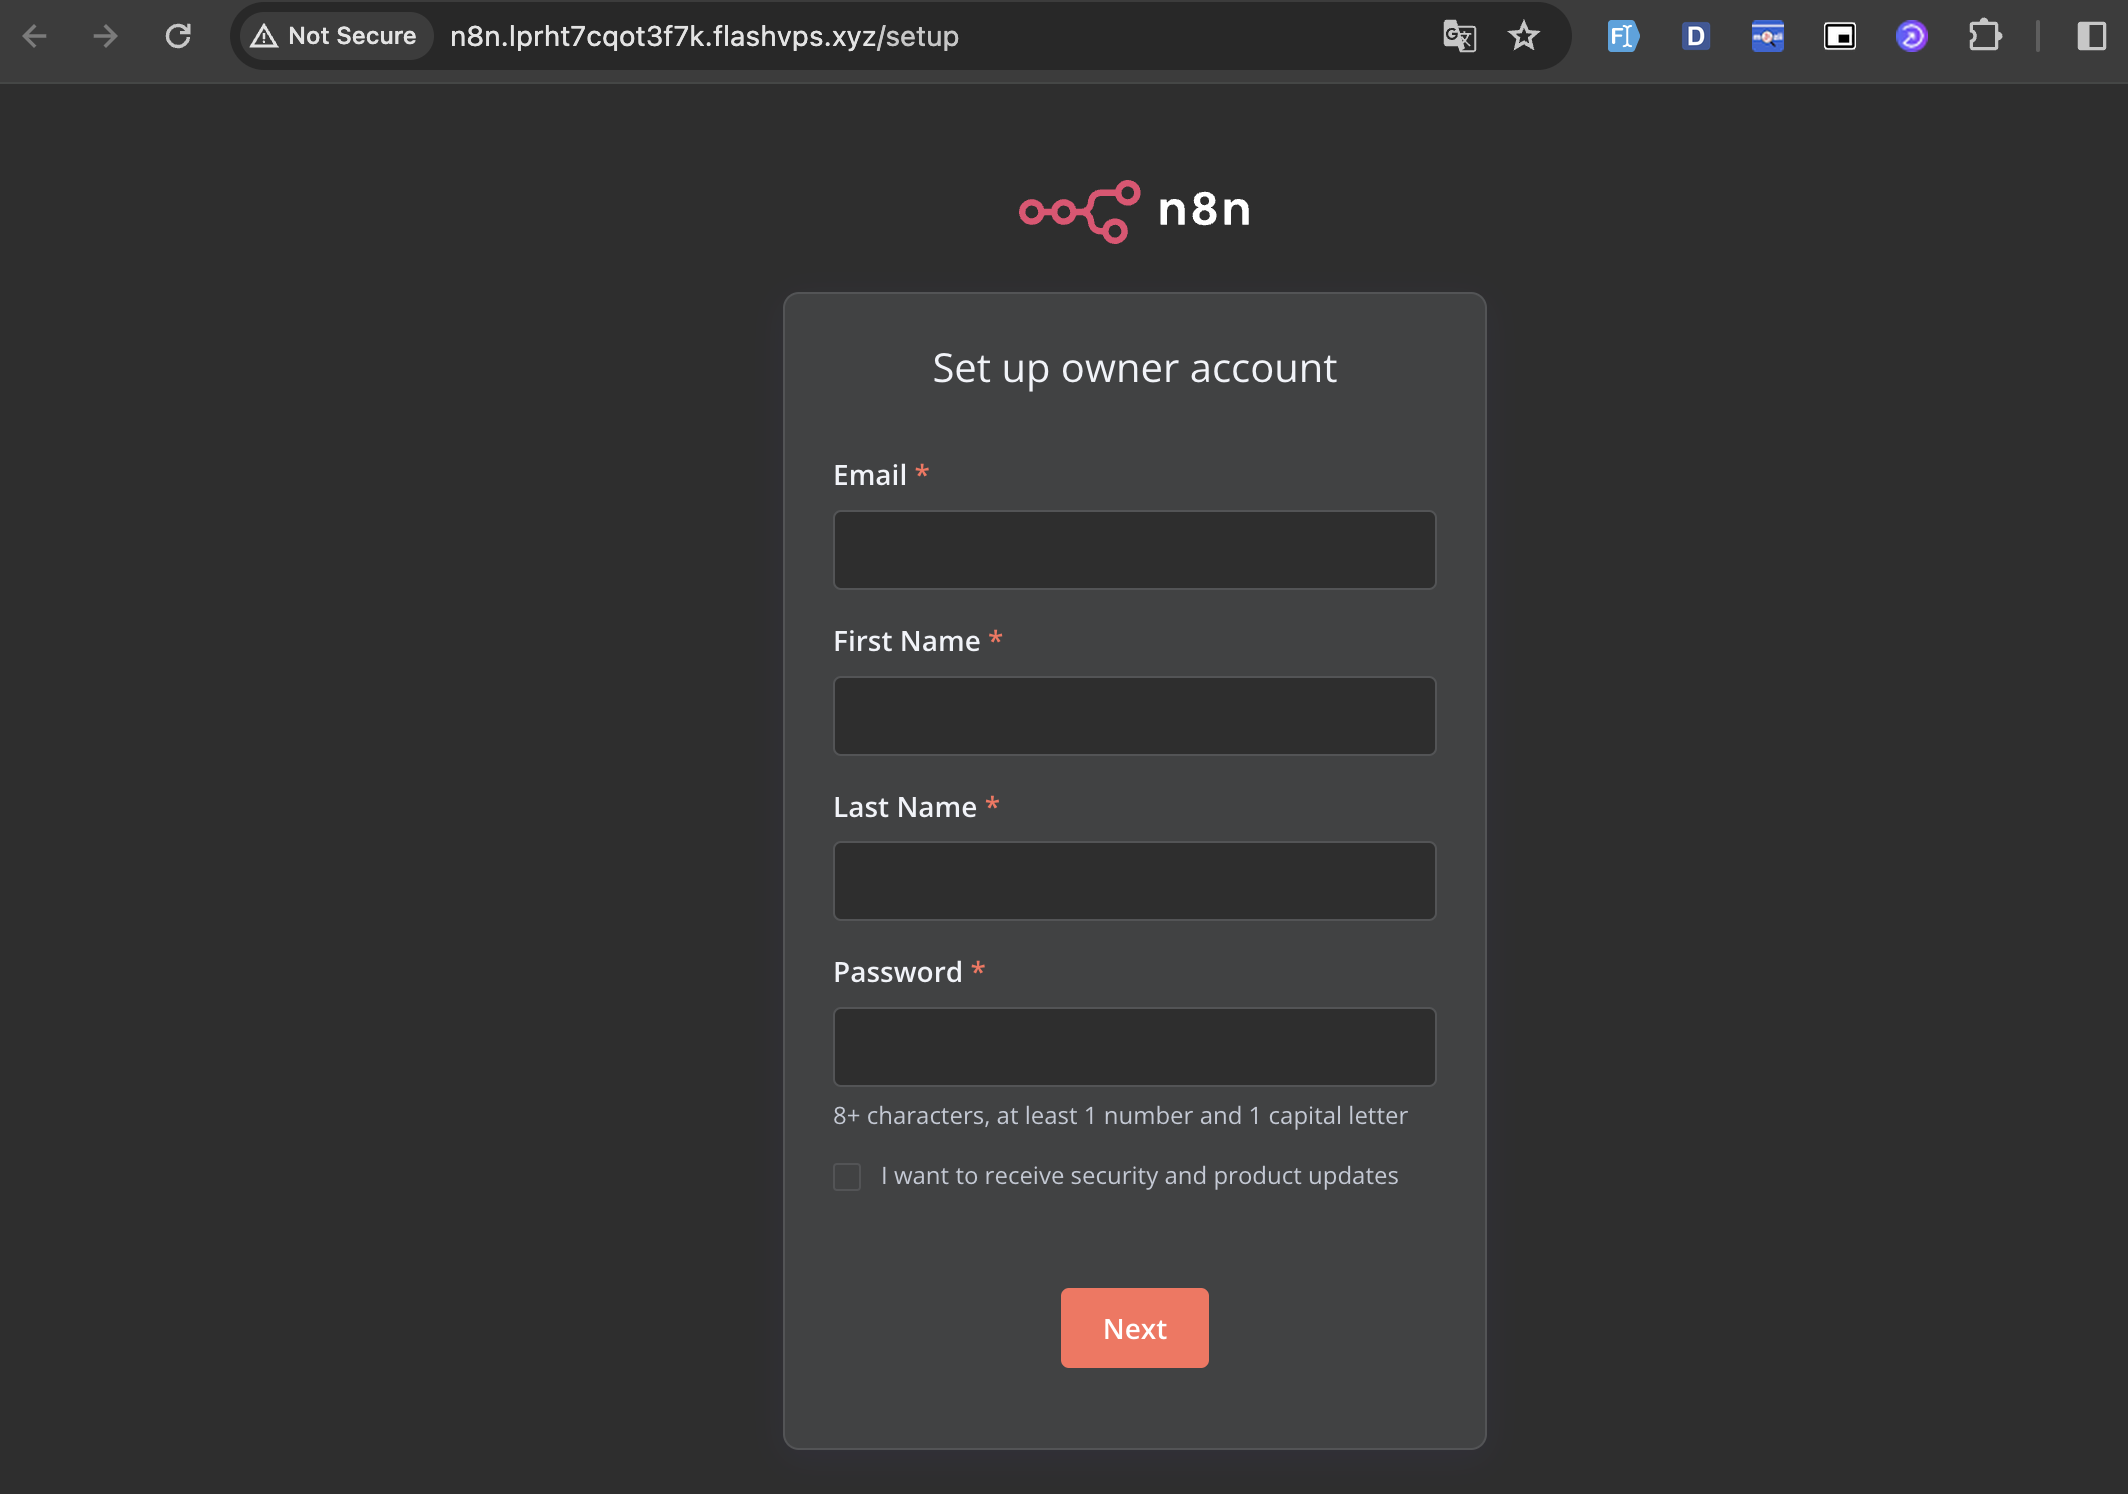 Not Secure
n8n.lprht7cqot3f7k.flashvps.xyz/setup
n8n
Set up owner account
Email *
First Name *
Last Name *
Password *
8+ characters, at least 1 number and 1 capital letter
I want to receive security and product updates
Next